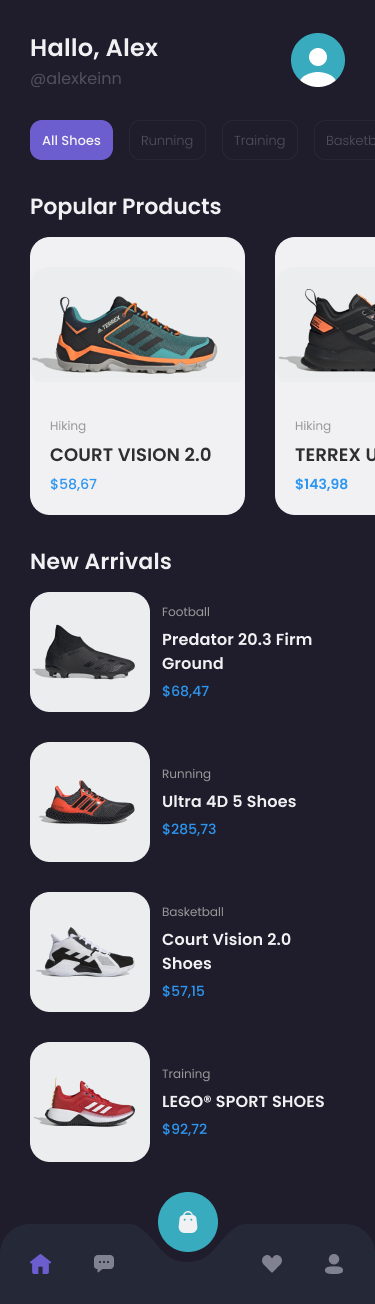 Hallo, Alex
@alexkeinn
All Shoes
Running
Training
Basketb
Popular Products
TERREX
Hiking
COURT VISION 2.0
$58,67
Hiking
TERREX U
$143,98
New Arrivals
Football
Predator 20.3 Firm
Ground
$68,47
Running
Ultra 4D 5 Shoes
$285,73
Basketball
Court Vision 2.0
Shoes
$57,15
Training
LEGO® SPORT SHOES
$92,72